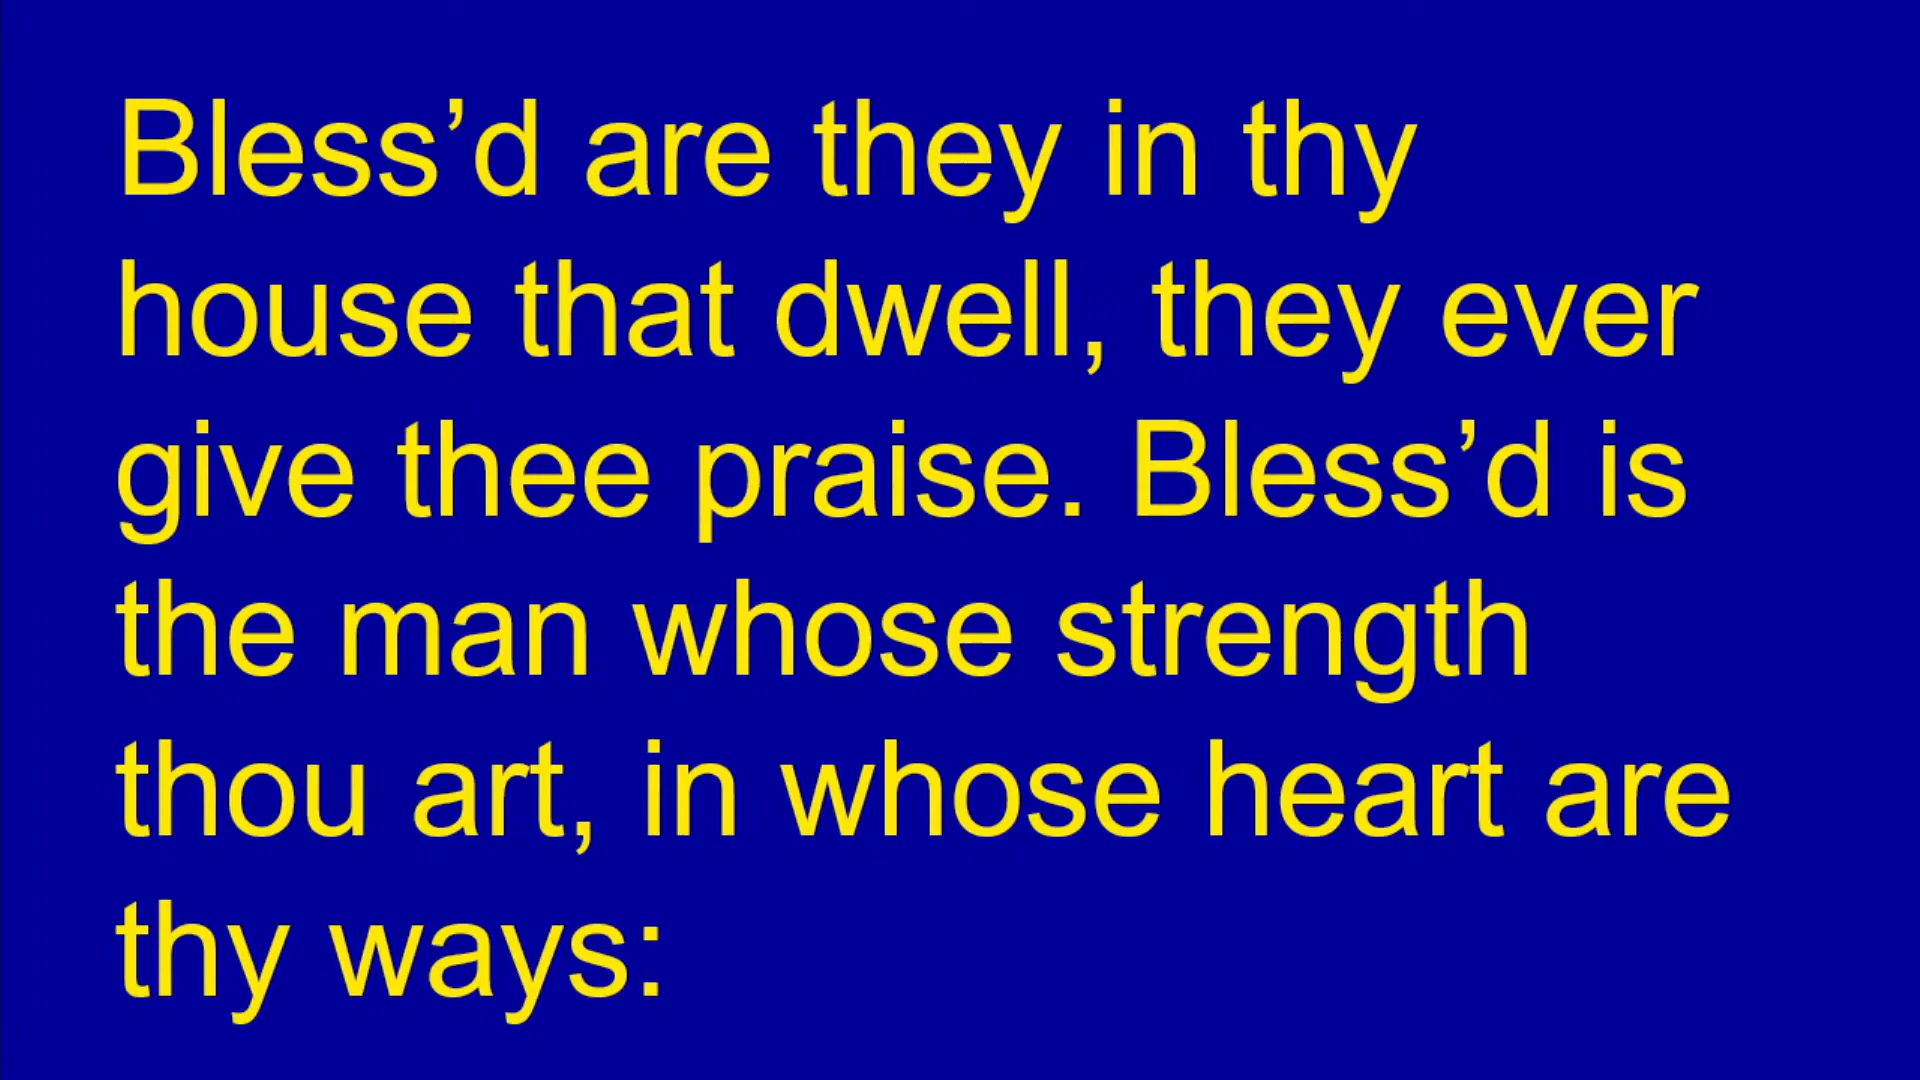 Bless’d are they in thy
house that dwell, they ever
give thee praise. Bless’d is
the man whose strength
thou art, in whose heart are
thy ways: